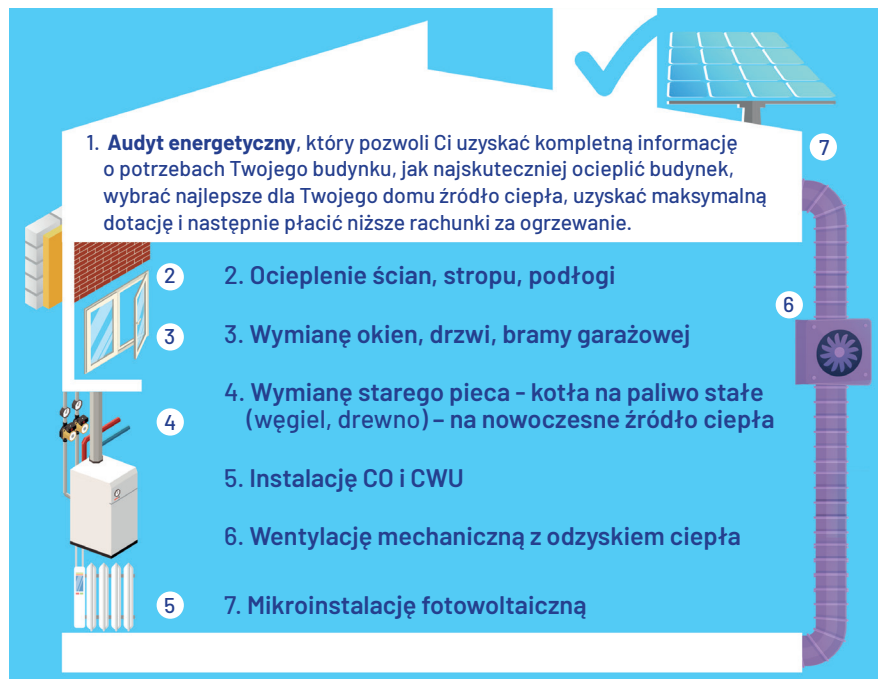 1. Audyt energetyczny, który pozwoli Ci uzyskać kompletną informację
o potrzebach Twojego budynku, jak najskuteczniej ocieplić budynek,
wybrać najlepsze dla Twojego domu źródło ciepła, uzyskać maksymalną
dotację i następnie płacić niższe rachunki za ogrzewanie.
7
2
2. Ocieplenie ścian, stropu, podłogi
6
3
3. Wymianę okien, drzwi, bramy garażowej
4
4. Wymianę starego pieca - kotła na paliwo stałe
(węgiel, drewno) – na nowoczesne źródło ciepła
5. Instalację CO i CWU
6. Wentylację mechaniczną z odzyskiem ciepła
5
7. Mikroinstalację fotowoltaiczną